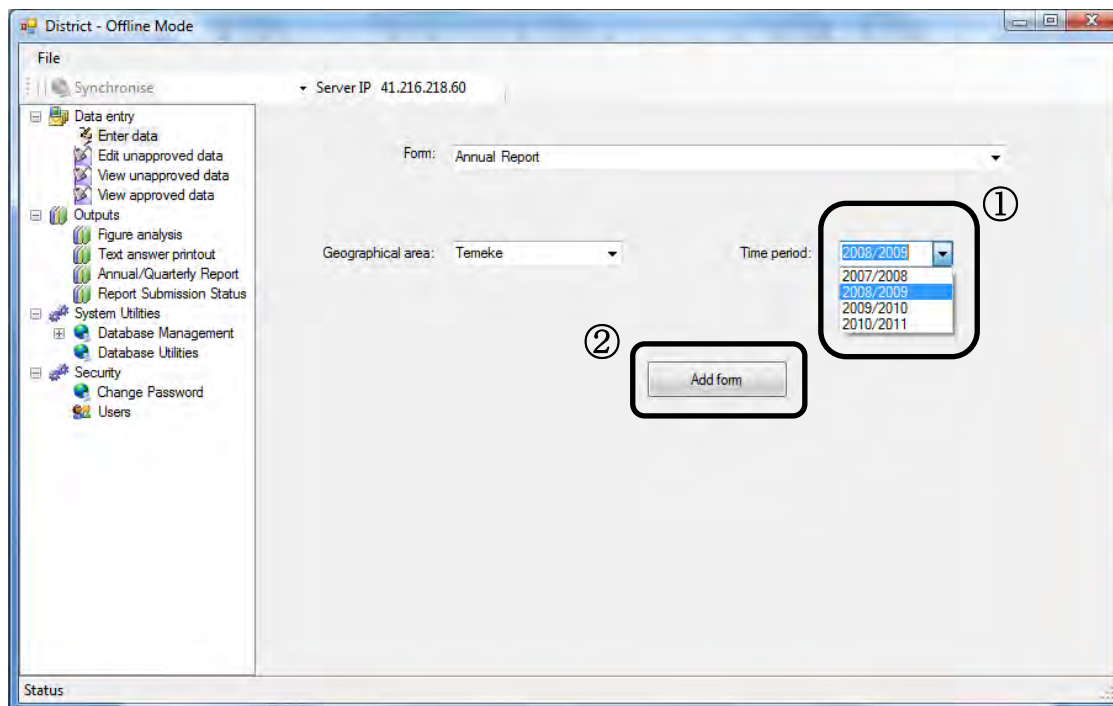 District - Offline Mode
File
Synchronise
Server IP 41.216.218.60
Data entry
Enter data
Edit unapproved data
View unapproved data
View approved data
Outputs
Figure analysis
Text answer printout
Annual/Quarterly Report
Report Submission Status
System Utilities
Database Management
Database Utilities
Security
Change Password
Users
Form: Annual Report
①
Geographical area: Temeke
Time period: 2008/2009
2007/2008
2008/2009
2009/2010
2010/2011
②
Add form
Status